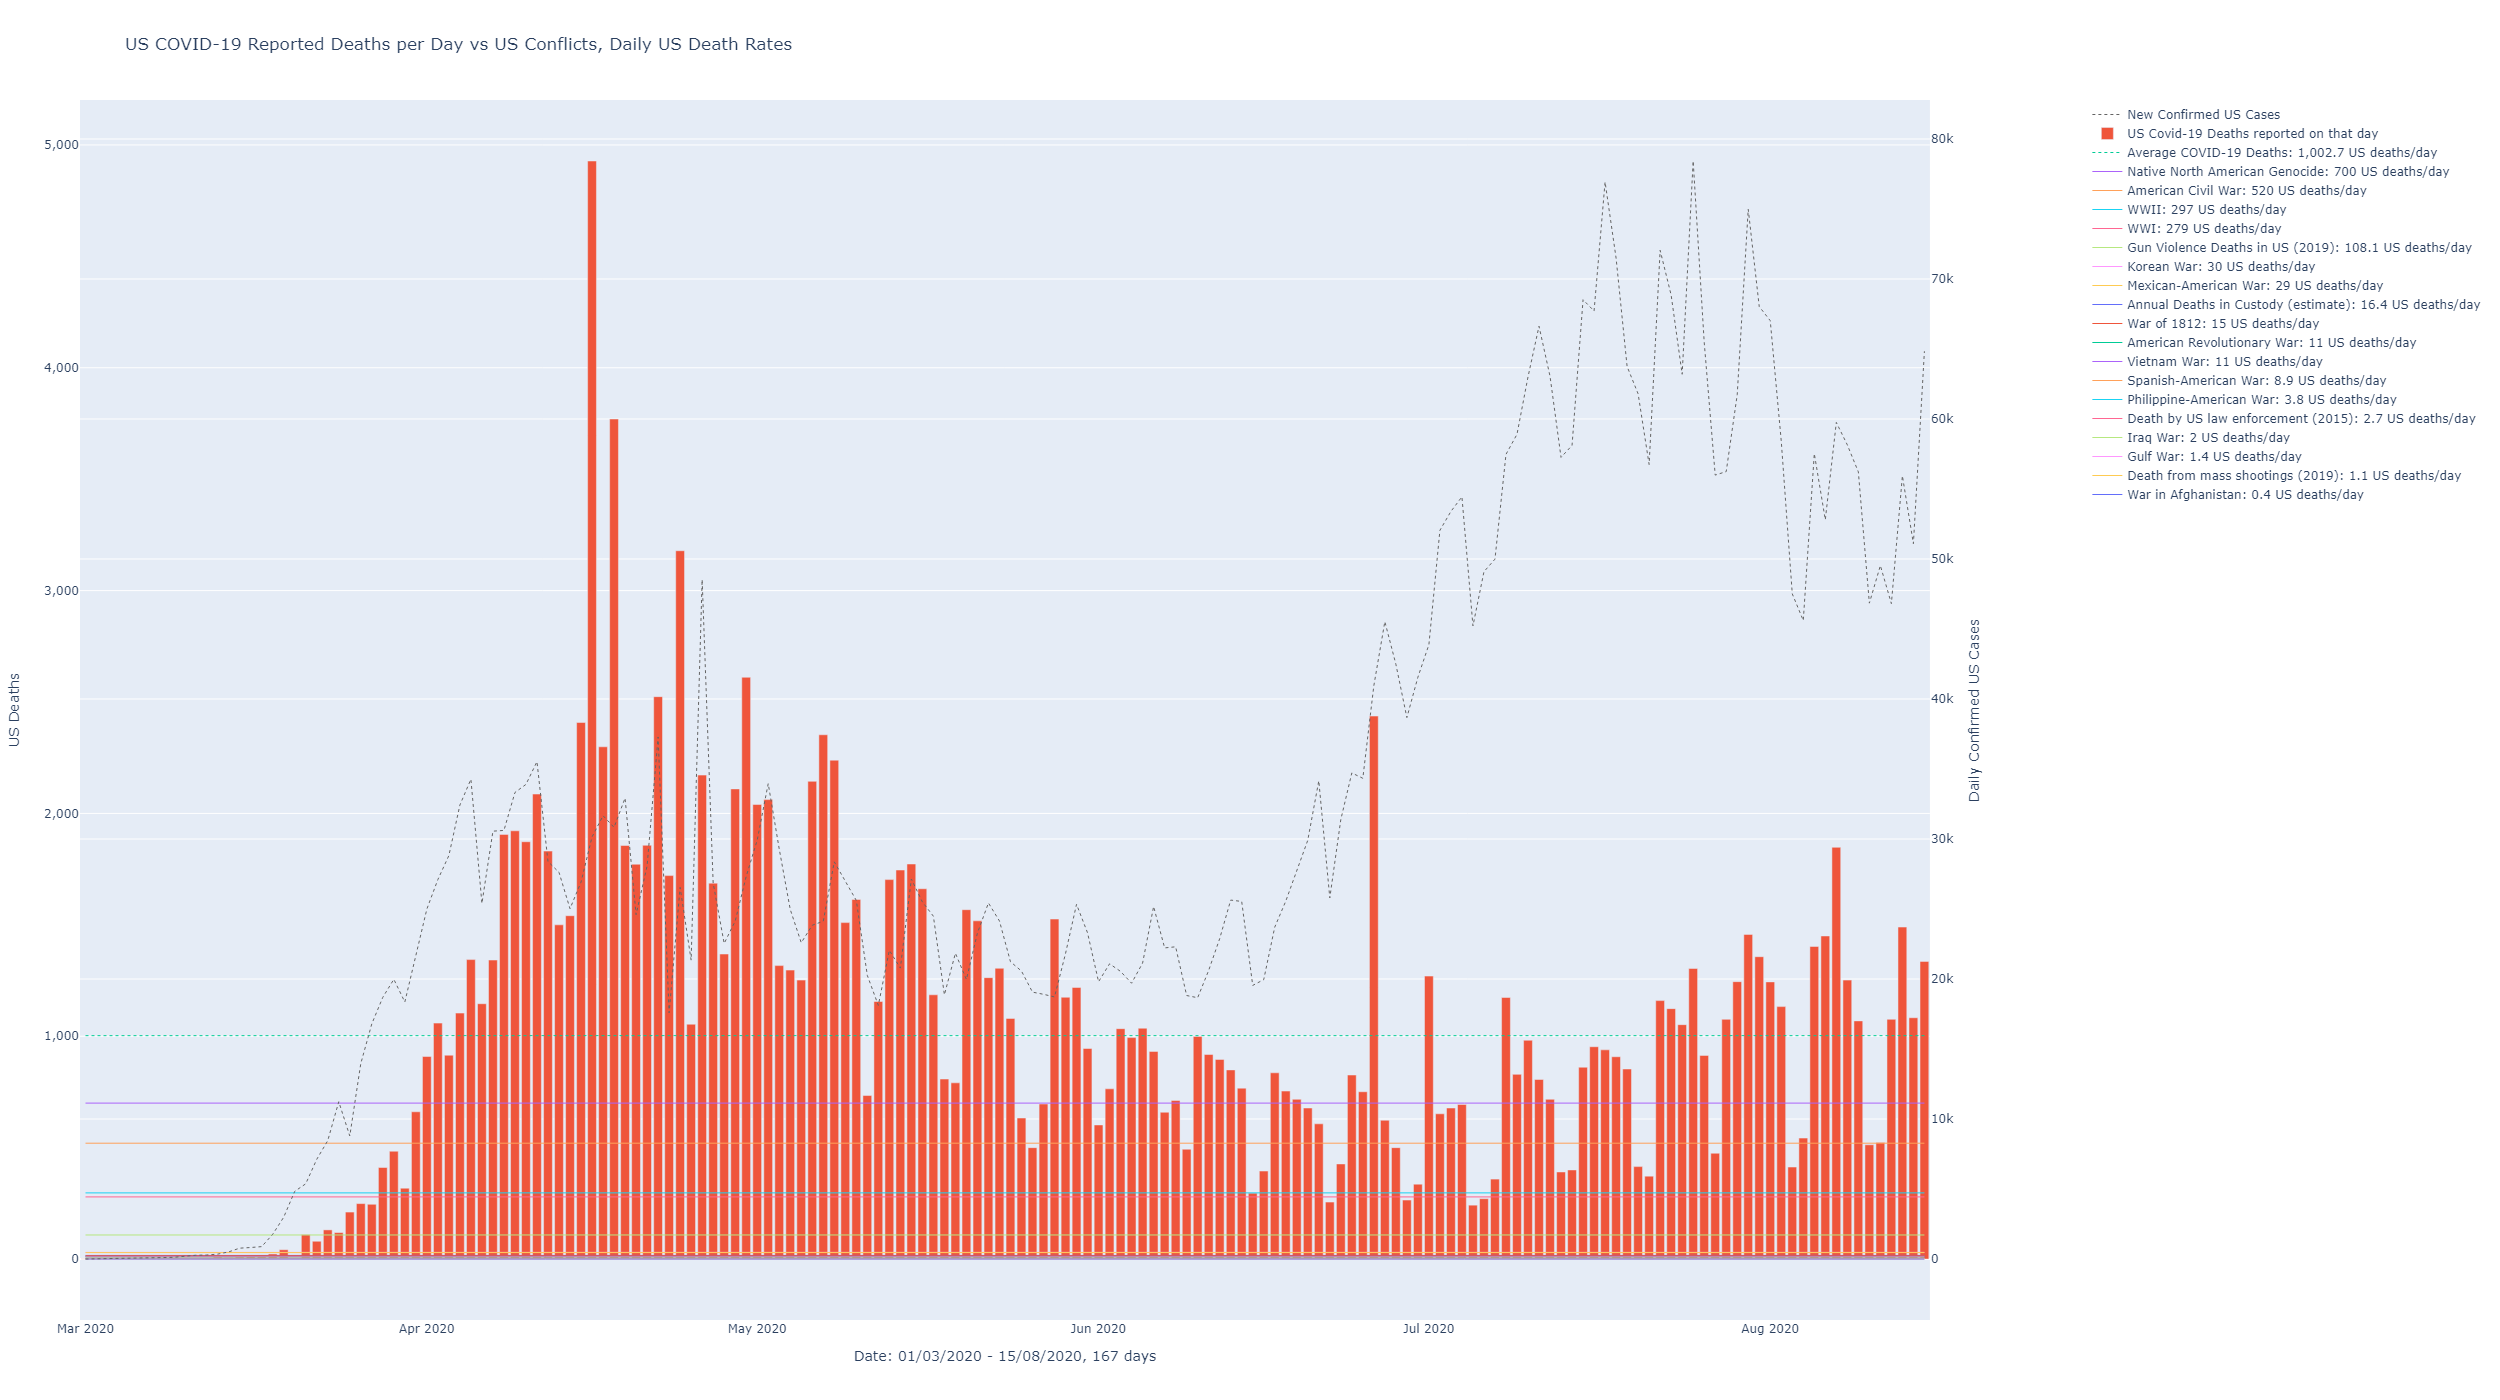 US COVID-19 Reported Deaths per Day vs US Conflicts, Daily US Death Rates
New Confirmed US Cases
US Covid-19 Deaths reported on that day
Average COVID-19 Deaths: 1,002.7 US deaths/day
Native North American Genocide: 700 US deaths/day
American Civil War: 520 US deaths/day
WWII: 297 US deaths/day
WWI: 279 US deaths/day
Gun Violence Deaths in US (2019): 108.1 US deaths/day
Korean War: 30 US deaths/day
Mexican-American War: 29 US deaths/day
Annual Deaths in Custody (estimate): 16.4 US deaths/day
War of 1812: 15 US deaths/day
American Revolutionary War: 11 US deaths/day
Vietnam War: 11 US deaths/day
Spanish-American War: 8.9 US deaths/day
Philippine-American War: 3.8 US deaths/day
Death by US law enforcement (2015): 2.7 US deaths/day
Iraq War: 2 US deaths/day
Gulf War: 1.4 US deaths/day
Death from mass shootings (2019): 1.1 US deaths/day
War in Afghanistan: 0.4 US deaths/day
US Deaths
5,000
4,000
3,000
2,000
1,000
0
80k
70k
60k
50k
40k
30k
20k
10k
0
Daily Confirmed US Cases
Mar 2020
Apr 2020
May 2020
Jun 2020
Jul 2020
Aug 2020
Date: 01/03/2020 - 15/08/2020, 167 days